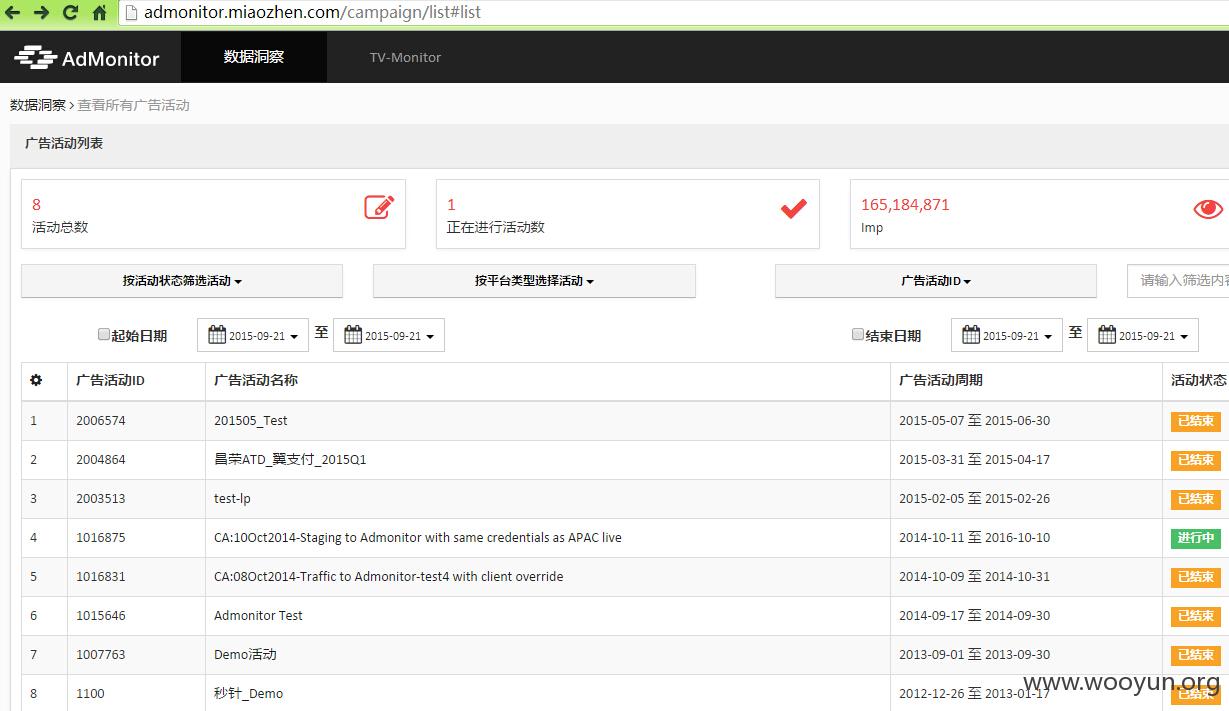 admonitor.miaozhen.com/campaign/list#list
AdMonitor 数据洞察 TV-Monitor
数据洞察 > 查看所有广告活动
广告活动列表
8 1 165,184,871
活动总数 正在进行活动数 Imp
按活动状态筛选活动 按平台类型选择活动 广告活动ID 请输入筛选内容
起始日期 2015-09-21 至 2015-09-21 结束日期 2015-09-21 至 2015-09-21
广告活动ID 广告活动名称 广告活动周期 活动状态
1 2006574 201505_Test 2015-05-07 至 2015-06-30 已结束
2 2004864 昌荣ATD_翼支付_2015Q1 2015-03-31 至 2015-04-17 已结束
3 2003513 test-lp 2015-02-05 至 2015-02-26 已结束
4 1016875 CA:10Oct2014-Staging to Admonitor with same credentials as APAC live 2014-10-11 至 2016-10-10 进行中
5 1016831 CA:08Oct2014-Traffic to Admonitor-test4 with client override 2014-10-09 至 2014-10-31 已结束
6 1015646 Admonitor Test 2014-09-17 至 2014-09-30 已结束
7 1007763 Demo活动 2013-09-01 至 2013-09-30 已结束
8 1100 秒针_Demo 2012-12-26 至 2013-01-17 已结束
www.wooyun.org